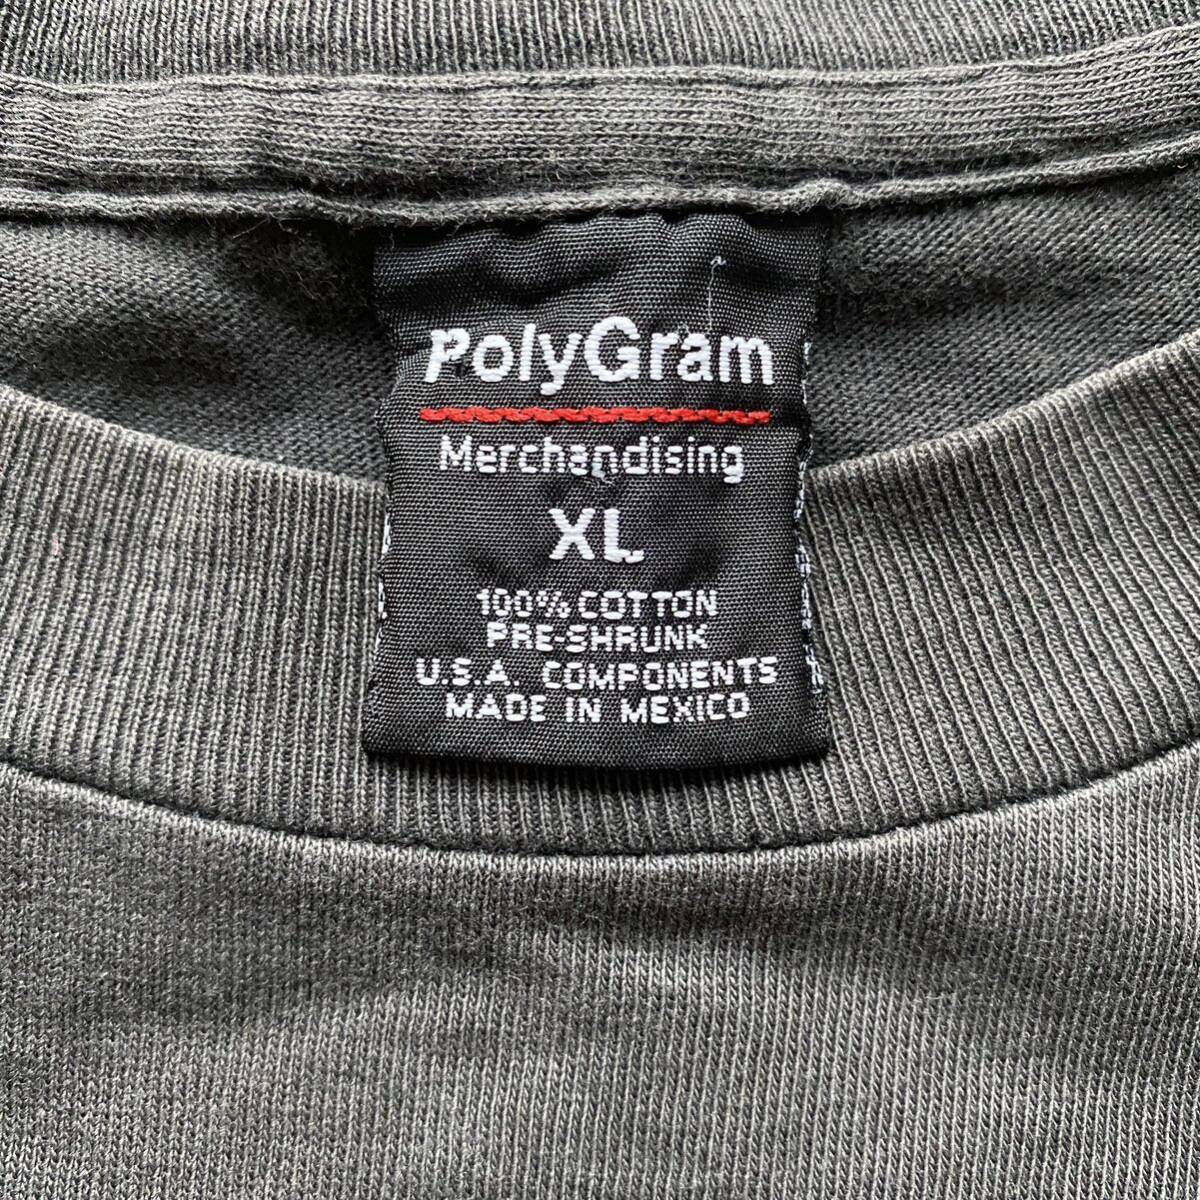 PolyGram
Merchandising
XL
100% COTTON
PRE-SHRUNK
U.S.A. COMPONENTS
MADE IN MEXICO